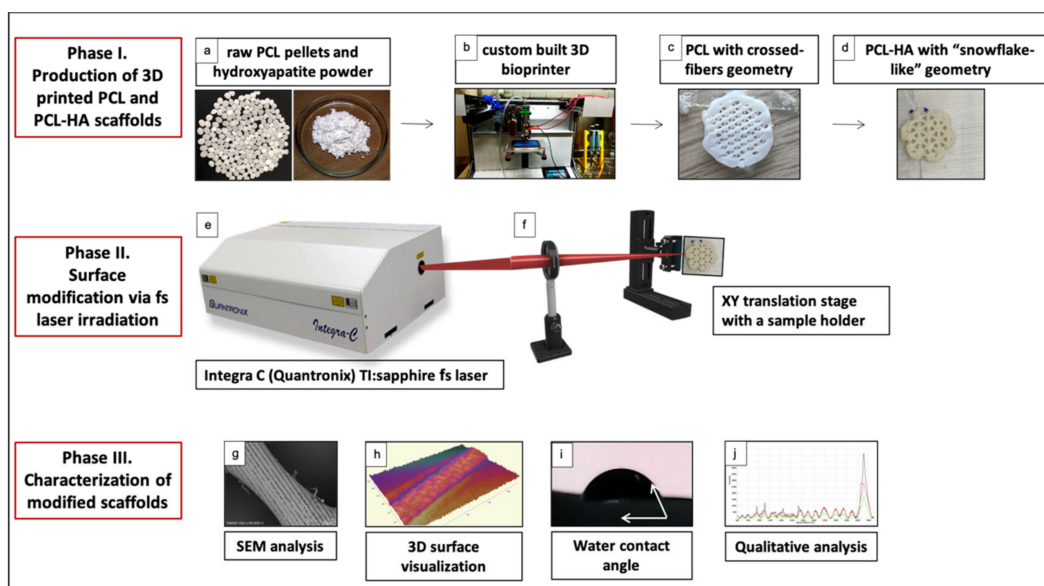 Phase I.
Production of 3D
printed PCL and
PCL-HA scaffolds
a
raw PCL pellets and
hydroxyapatite powder
b
custom built 3D
bioprinter
c
PCL with crossed-
fibers geometry
d
PCL-HA with “snowflake-
like” geometry
Phase II.
Surface
modification via fs
laser irradiation
e
QUANTRONIX
Integra-C
f
XY translation stage
with a sample holder
Integra C (Quantronix) TI:sapphire fs laser
Phase III.
Characterization of
modified scaffolds
g
SEM analysis
h
3D surface
visualization
i
Water contact
angle
j
Qualitative analysis